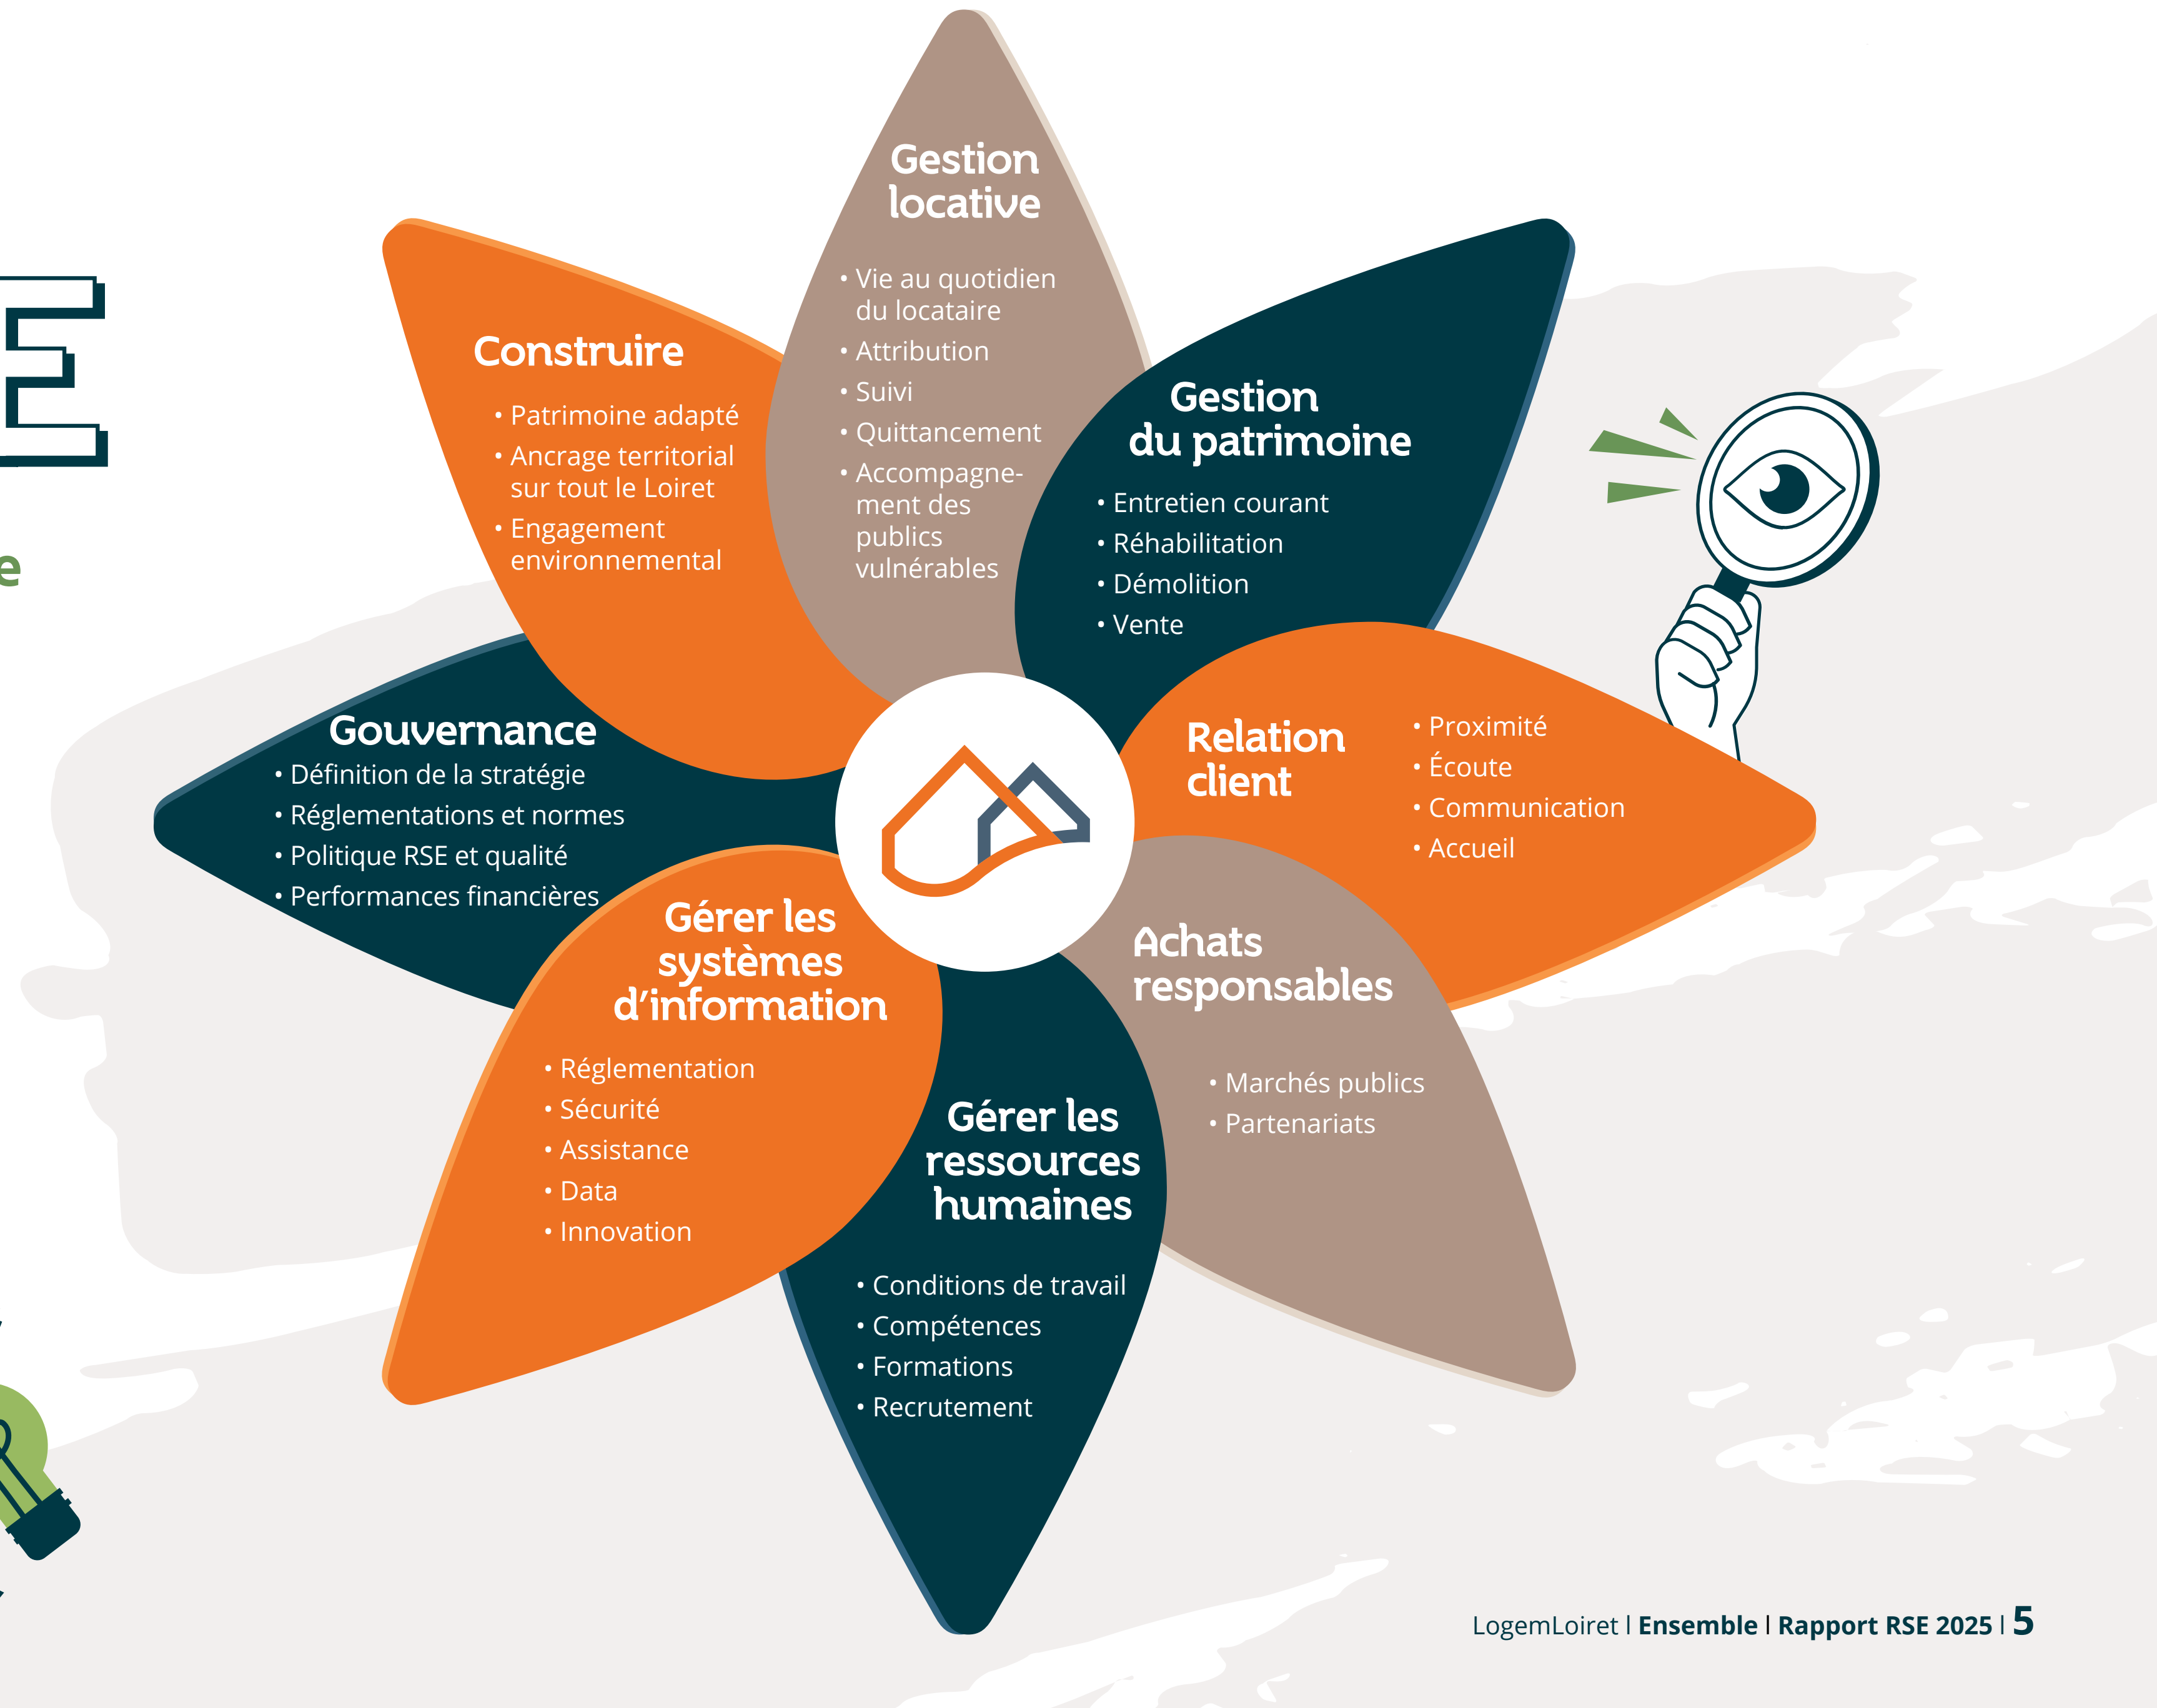 E
e
Gestion
locative
• Vie au quotidien
du locataire
• Attribution
• Suivi
• Quittancement
• Accompagne-
ment des
publics
vulnérables
Construire
• Patrimoine adapté
• Ancrage territorial
sur tout le Loiret
• Engagement
environnemental
Gestion
du patrimoine
• Entretien courant
• Réhabilitation
• Démolition
• Vente
Gouvernance
• Définition de la stratégie
• Réglementations et normes
• Politique RSE et qualité
• Performances financières
Relation
client
• Proximité
• Écoute
• Communication
• Accueil
Gérer les
systèmes
d'information
• Réglementation
• Sécurité
• Assistance
• Data
• Innovation
Achats
responsables
• Marchés publics
• Partenariats
Gérer les
ressources
humaines
• Conditions de travail
• Compétences
• Formations
• Recrutement
LogemLoiret | Ensemble | Rapport RSE 2025 | 5